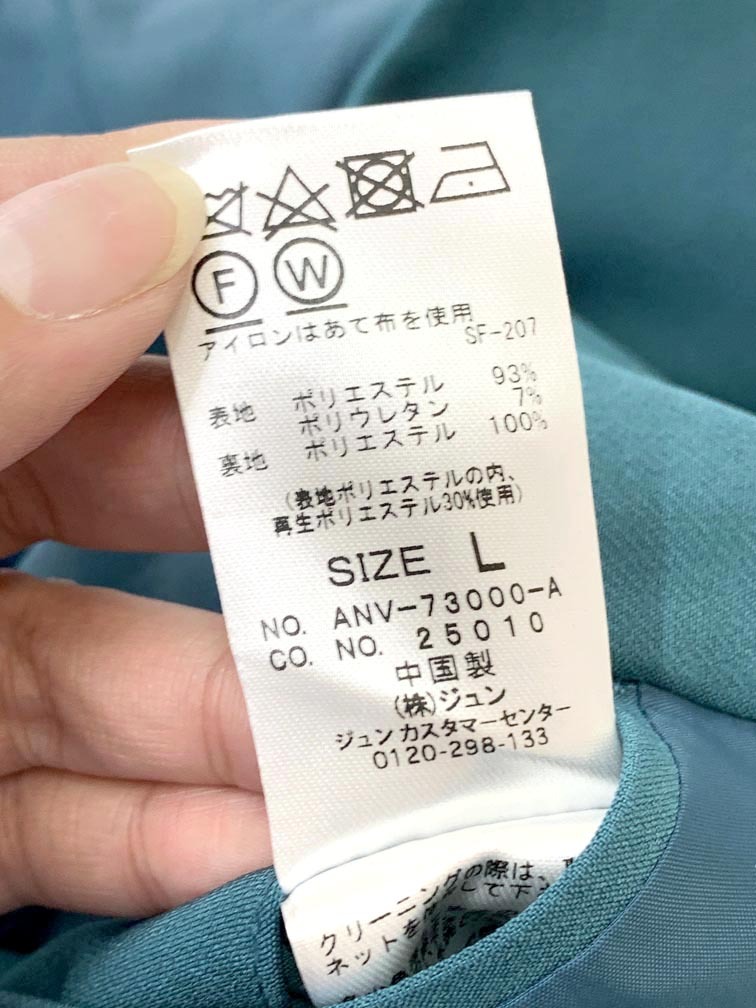 F W
アイロンはあて布を使用
SF-207
表地 ポリエステル 93%
ポリウレタン 7%
裏地 ポリエステル 100%
(表地ポリエステルの内、
再生ポリエステル30%使用)
SIZE L
NO. ANV-73000-A
CO. NO. 25010
中国製
(株)ジュン
ジュンカスタマーセンター
0120-298-133
クリーニングの際は、
ネットを